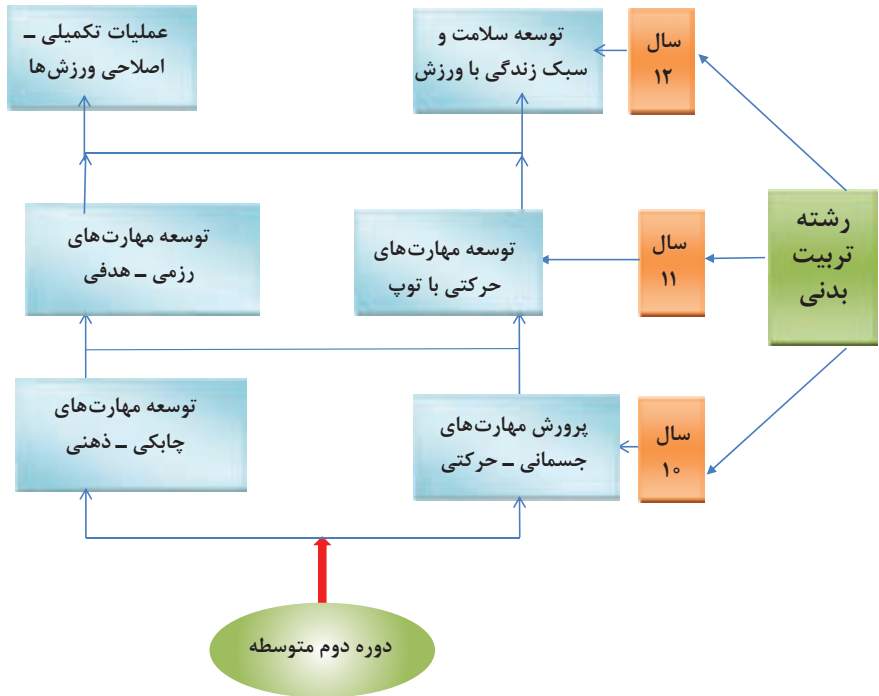 رشته
تربیت
بدنی
سال
۱۲
توسعه سلامت و
سبک زندگی با ورزش
عملیات تکمیلی ـ
اصلاحی ورزش‌ها
سال
۱۱
توسعه مهارت‌های
حرکتی با توپ
توسعه مهارت‌های
رزمی ـ هدفی
سال
۱۰
پرورش مهارت‌های
جسمانی ـ حرکتی
توسعه مهارت‌های
چابکی ـ ذهنی
دوره دوم متوسطه